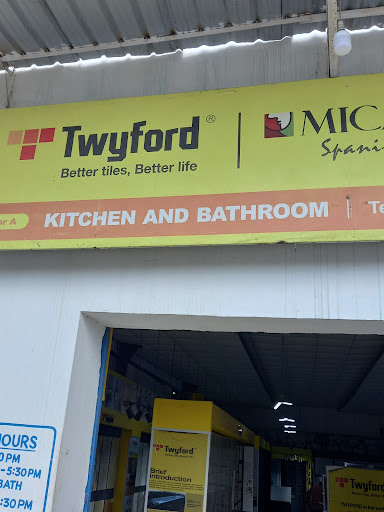 Twyford®
Better tiles, Better life
MICA
Spani
r A KITCHEN AND BATHROOM | Te
HOURS
0 PM
-5:30 PM
BATH
:30 PM
Twyford
Brief
introduction
Twyford